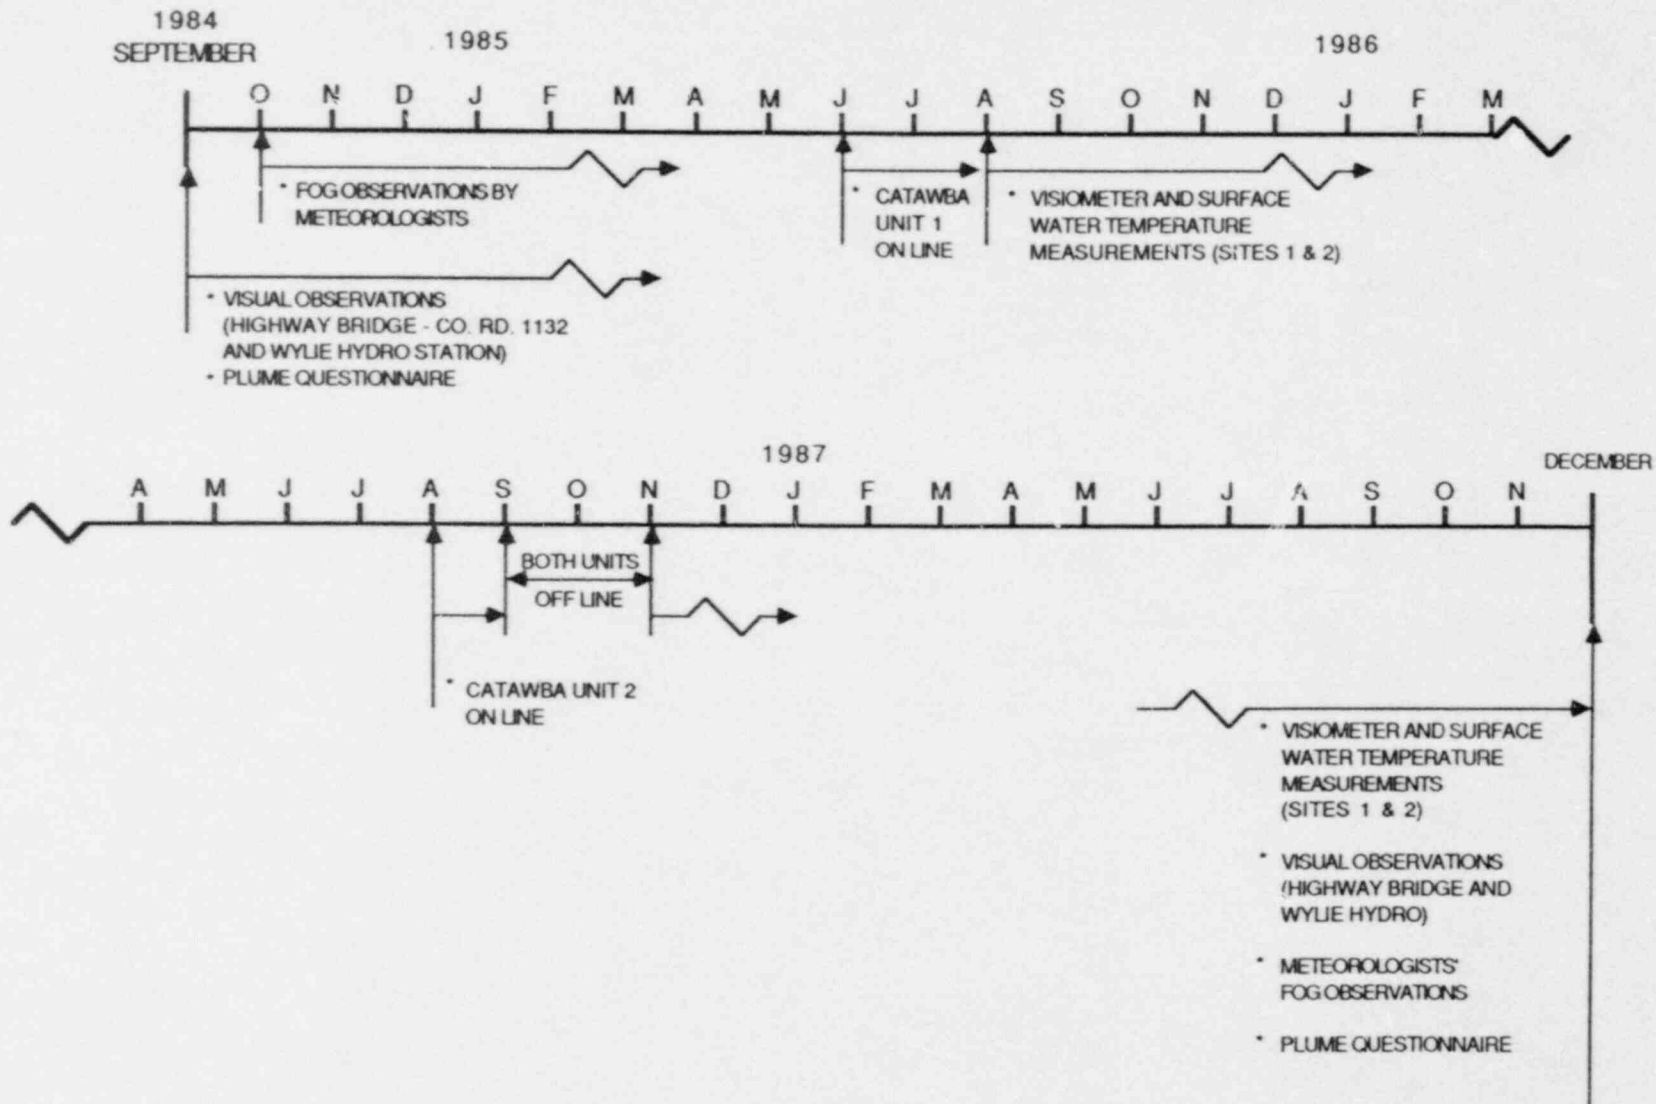 1984
SEPTEMBER
1985
1986
O N D J F M A M J J A S O N D J F M
* FOG OBSERVATIONS BY
METEOROLOGISTS
* CATAWBA
UNIT 1
ON LINE
* VISIOMETER AND SURFACE
WATER TEMPERATURE
MEASUREMENTS (SITES 1 & 2)
* VISUAL OBSERVATIONS
(HIGHWAY BRIDGE - CO. RD. 1132
AND WYLIE HYDRO STATION)
* PLUME QUESTIONNAIRE
1987
DECEMBER
A M J J A S O N D J F M A M J J A S O N
BOTH UNITS
OFF LINE
* CATAWBA UNIT 2
ON LINE
* VISIOMETER AND SURFACE
WATER TEMPERATURE
MEASUREMENTS
(SITES 1 & 2)
* VISUAL OBSERVATIONS
(HIGHWAY BRIDGE AND
WYLIE HYDRO)
* METEOROLOGISTS'
FOG OBSERVATIONS
* PLUME QUESTIONNAIRE